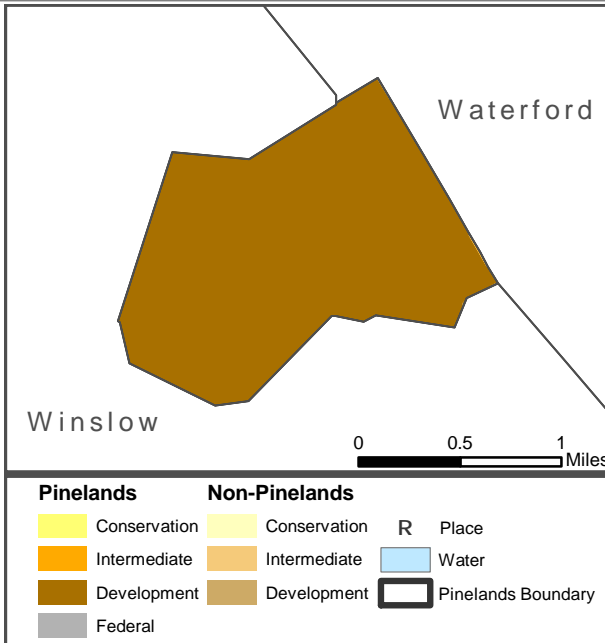 Waterford
Winslow
0 0.5 1
Miles
Pinelands Non-Pinelands
Conservation Conservation R Place
Intermediate Intermediate Water
Development Development Pinelands Boundary
Federal